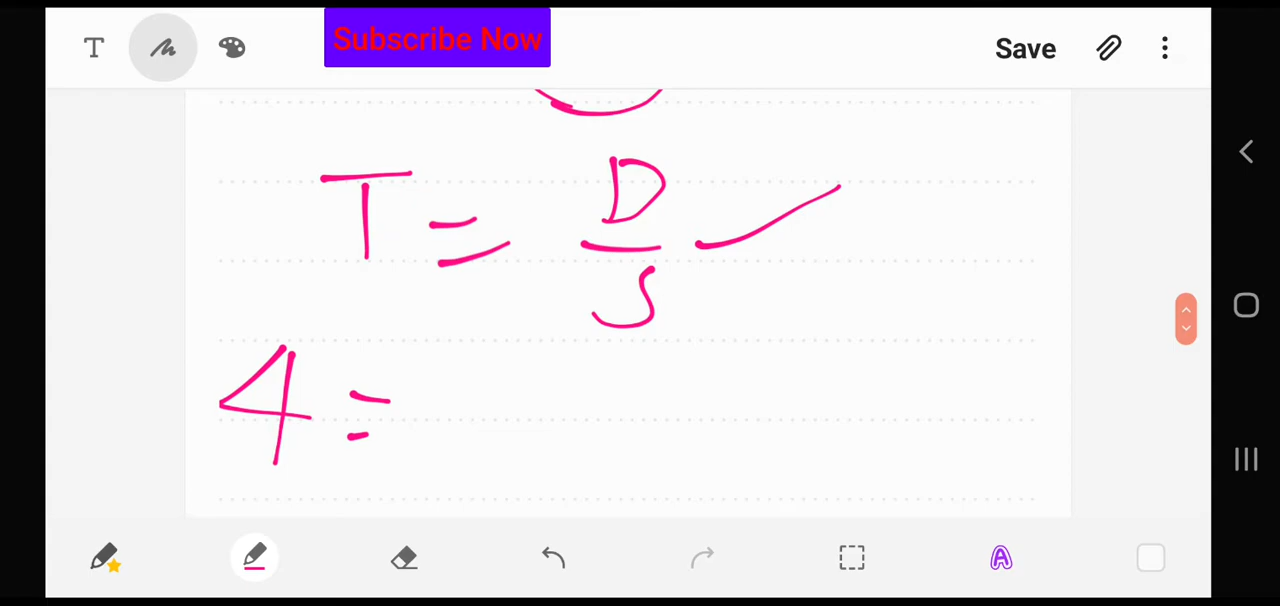 T
Subscribe Now
Save
T = D/S ✓
4 =
A